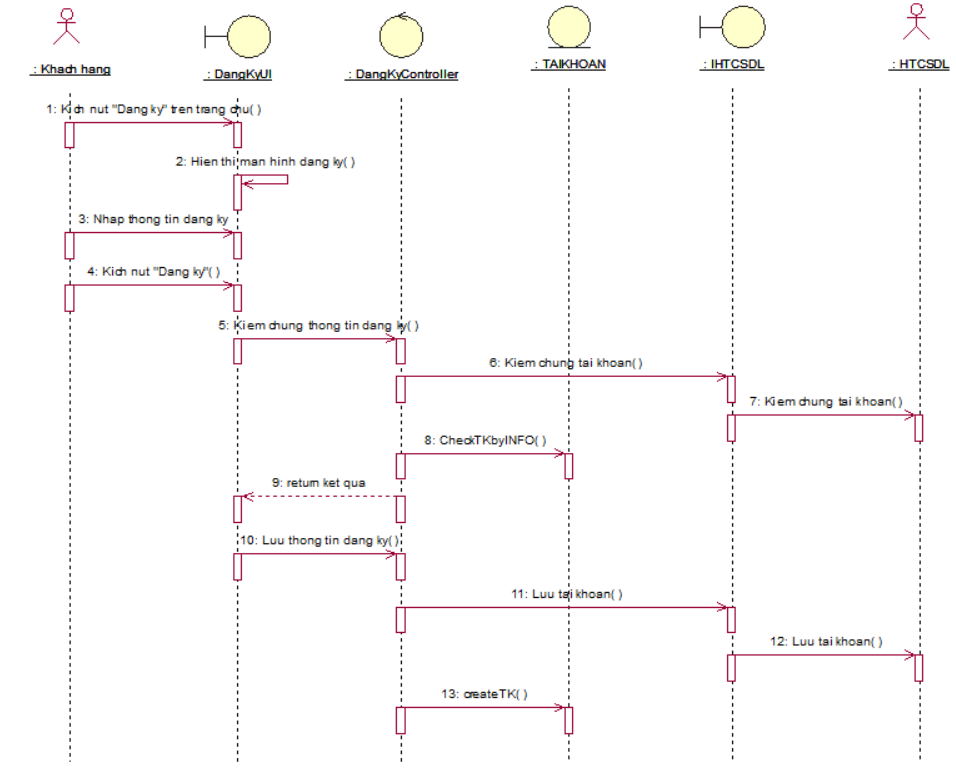 : Khach hang
: DangKyUI
: DangKyController
: TAIKHOAN
: IHTCSDL
: HTCSDL
1: Kich nut "Dang ky" tren trang chu( )
2: Hien thi man hinh dang ky( )
3: Nhap thong tin dang ky
4: Kich nut "Dang ky"( )
5: Kiem chung thong tin dang ky( )
6: Kiem chung tai khoan( )
7: Kiem chung tai khoan( )
8: CheckTKbyINFO( )
9: return ket qua
10: Luu thong tin dang ky( )
11: Luu tai khoan( )
12: Luu tai khoan( )
13: createTK( )